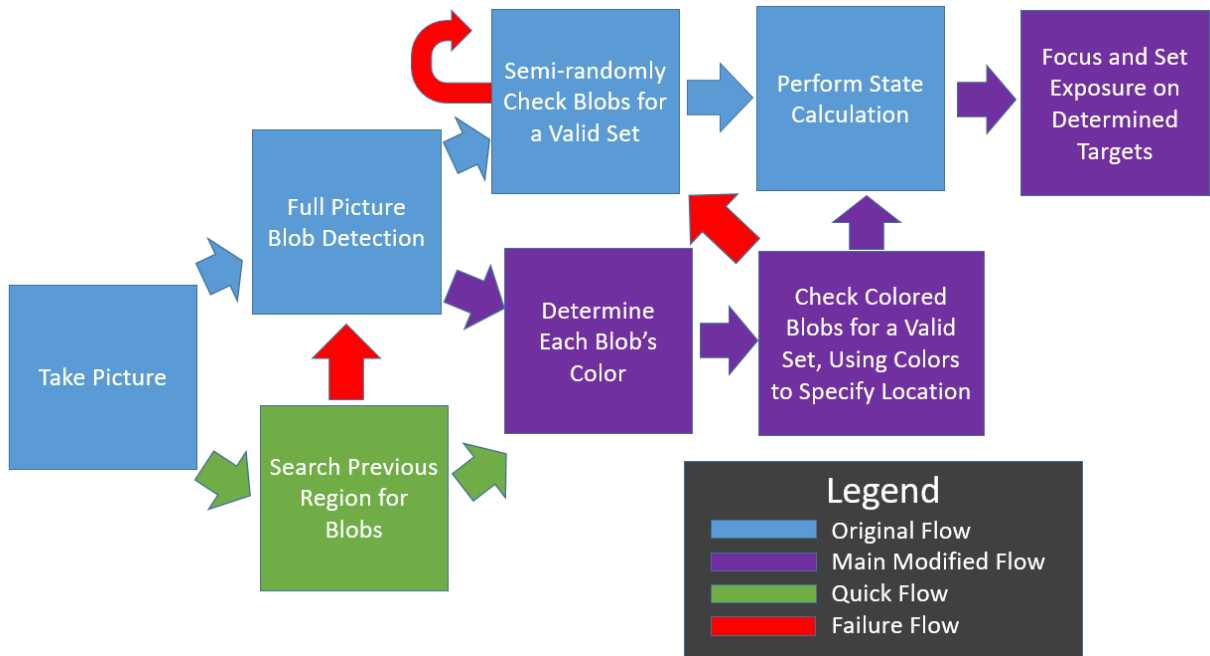 Take Picture
Full Picture
Blob Detection
Search Previous
Region for
Blobs
Semi-randomly
Check Blobs for
a Valid Set
Determine
Each Blob’s
Color
Perform State
Calculation
Check Colored
Blobs for a Valid
Set, Using Colors
to Specify Location
Focus and Set
Exposure on
Determined
Targets
Legend
Original Flow
Main Modified Flow
Quick Flow
Failure Flow